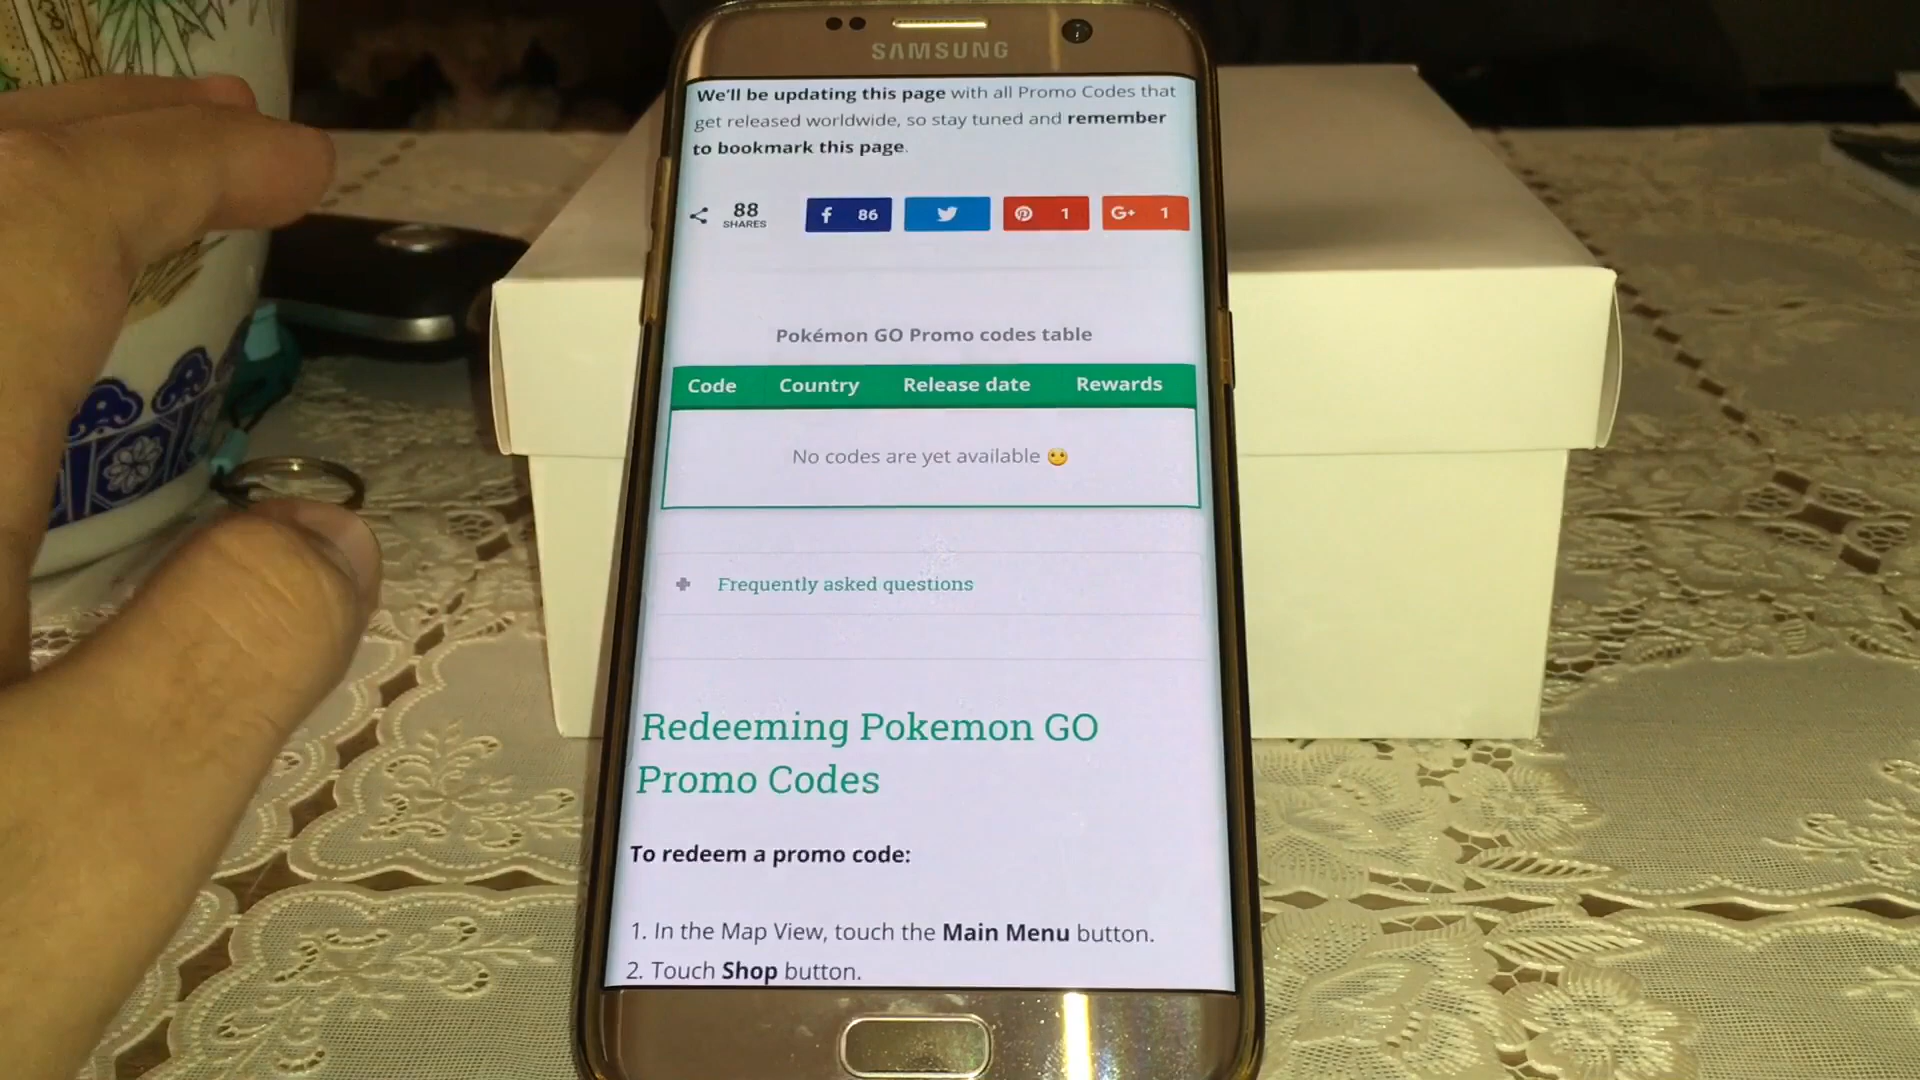 SAMSUNG
We'll be updating this page with all Promo Codes that
get released worldwide, so stay tuned and remember
to bookmark this page.
88
SHARES
86
1
G+ 1
Pokémon GO Promo codes table
Code Country Release date Rewards
No codes are yet available
Frequently asked questions
Redeeming Pokemon GO
Promo Codes
To redeem a promo code:
1. In the Map View, touch the Main Menu button.
2. Touch Shop button.